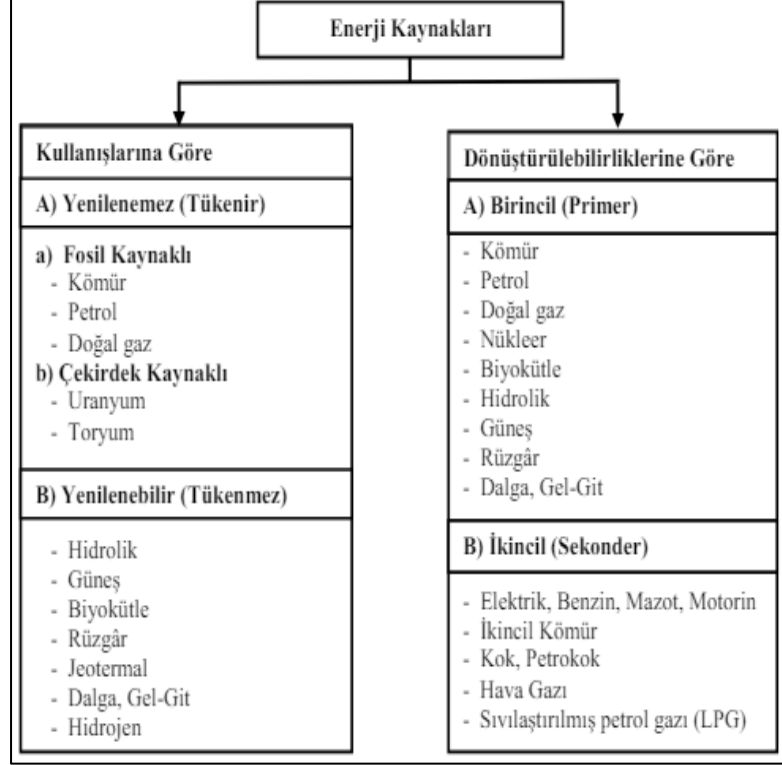 Enerji Kaynakları
Kullanışlarına Göre
A) Yenilenemez (Tükenir)
a) Fosil Kaynaklı
- Kömür
- Petrol
- Doğal gaz
b) Çekirdek Kaynaklı
- Uranyum
- Toryum
B) Yenilenebilir (Tükenmez)
- Hidrolik
- Güneş
- Biyokütle
- Rüzgâr
- Jeotermal
- Dalga, Gel-Git
- Hidrojen
Dönüştürülebilirliklerine Göre
A) Birincil (Primer)
- Kömür
- Petrol
- Doğal gaz
- Nükleer
- Biyokütle
- Hidrolik
- Güneş
- Rüzgâr
- Dalga, Gel-Git
B) İkincil (Sekonder)
- Elektrik, Benzin, Mazot, Motorin
- İkincil Kömür
- Kok, Petrokok
- Hava Gazı
- Sıvılaştırılmış petrol gazı (LPG)